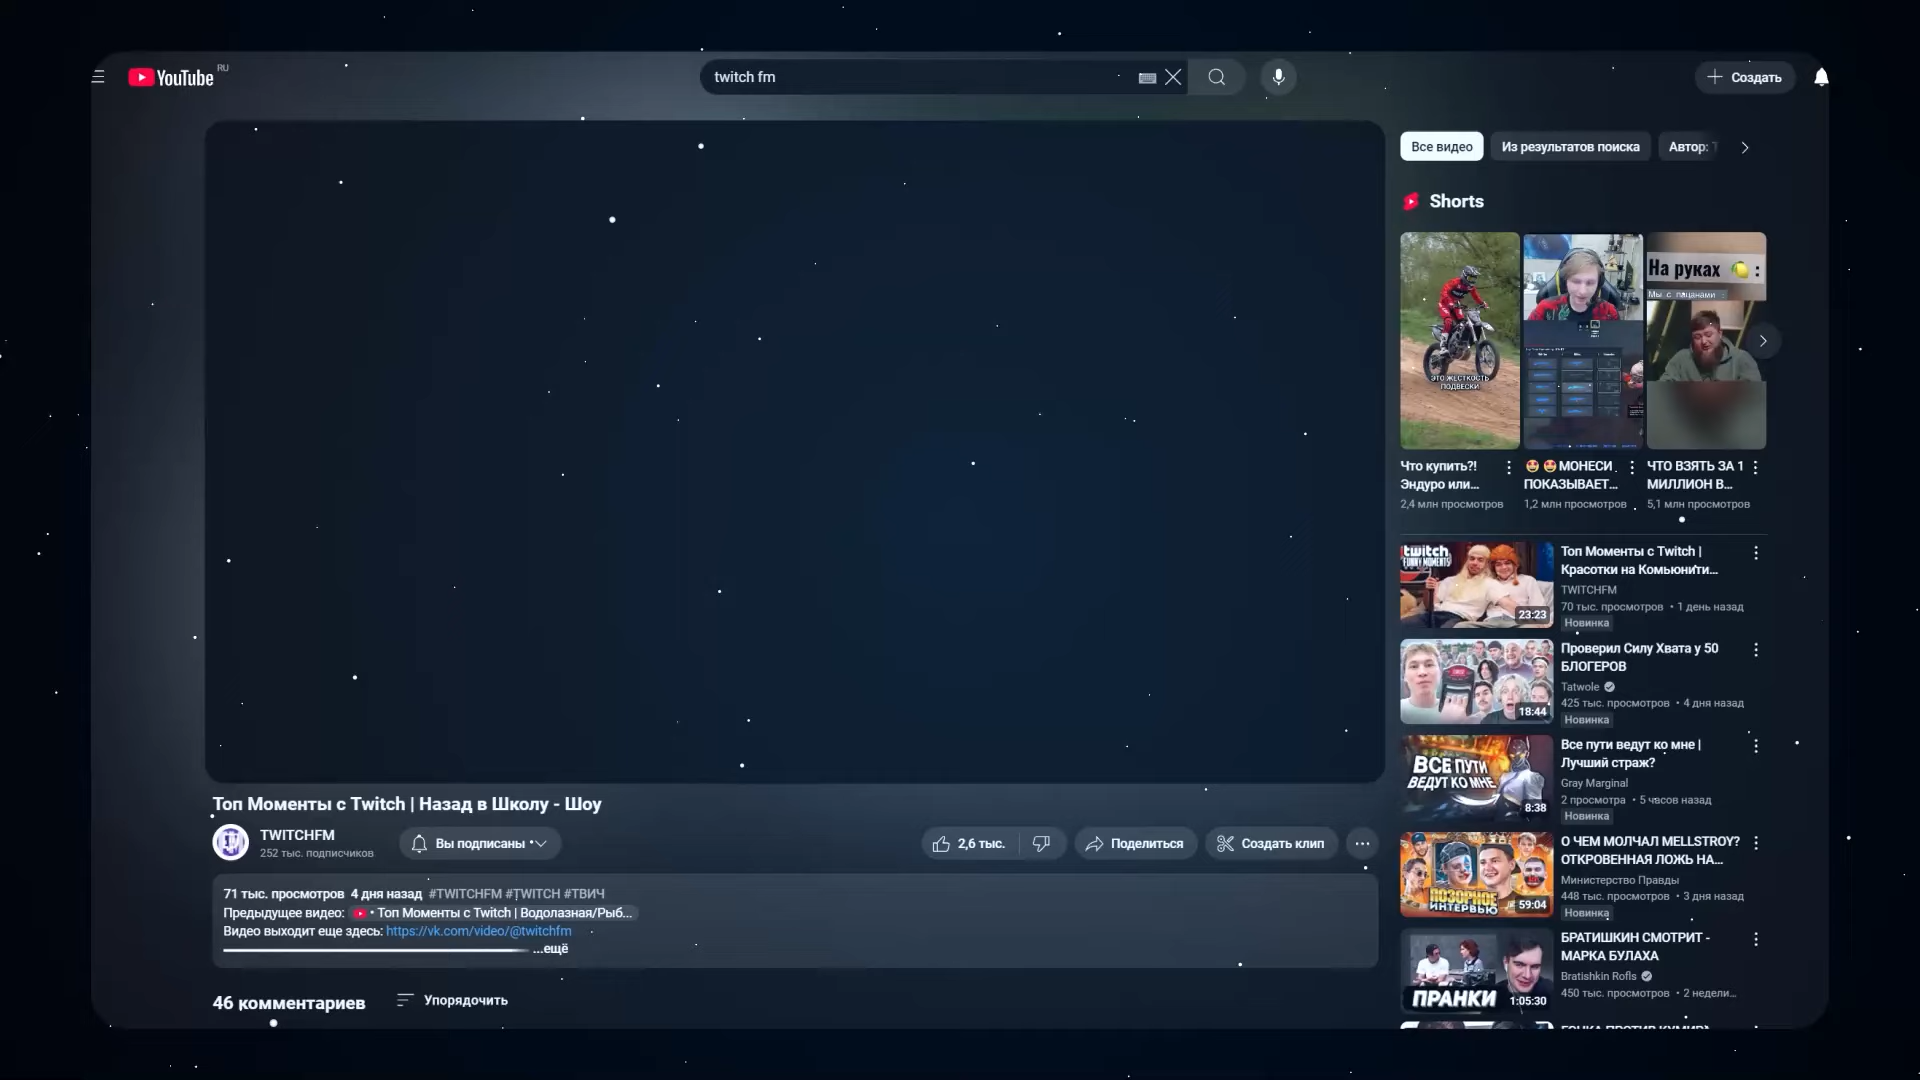 YouTube RU
twitch fm
Создать
Все видео
Из результатов поиска
Автор:
Shorts
ЭТО ЖЕСТКОСТЬ
ПОДВЕСКИ
На руках 🍋 :
Мы с пацанами
Что купить?!
Эндуро или...
2,4 млн просмотров
🤩🤩МОНЕСИ
ПОКАЗЫВАЕТ...
1,2 млн просмотров
ЧТО ВЗЯТЬ ЗА 1
МИЛЛИОН В...
5,1 млн просмотров
twitch
FUNNY MOMENTS
23:23
Топ Моменты с Twitch |
Красотки на Комьюнити...
TWITCHFM
70 тыс. просмотров • 1 день назад
Новинка
18:44
Проверил Силу Хвата у 50
БЛОГЕРОВ
Tatwole
425 тыс. просмотров • 4 дня назад
Новинка
ВСЕ ПУТИ
ВЕДУТ КО МНЕ
8:38
Все пути ведут ко мне |
Лучший страж?
Gray Marginal
2 просмотра • 5 часов назад
Новинка
ПОЗОРНОЕ
ИНТЕРВЬЮ
59:04
О ЧЕМ МОЛЧАЛ MELLSTROY?
ОТКРОВЕННАЯ ЛОЖЬ НА...
Министерство Правды
448 тыс. просмотров • 3 дня назад
Новинка
ПРАНКИ
1:05:30
БРАТИШКИН СМОТРИТ -
МАРКА БУЛАХА
Bratishkin Rofls
450 тыс. просмотров • 2 недели...
Топ Моменты с Twitch | Назад в Школу - Шоу
TWITCHFM
252 тыс. подписчиков
Вы подписаны
2,6 тыс.
Поделиться
Создать клип
71 тыс. просмотров 4 дня назад #TWITCHFM #TWITCH #ТВИЧ
Предыдущее видео: • Топ Моменты с Twitch | Водолазная/Рыб...
Видео выходит еще здесь: https://vk.com/video/@twitchfm
...ещё
46 комментариев
Упорядочить